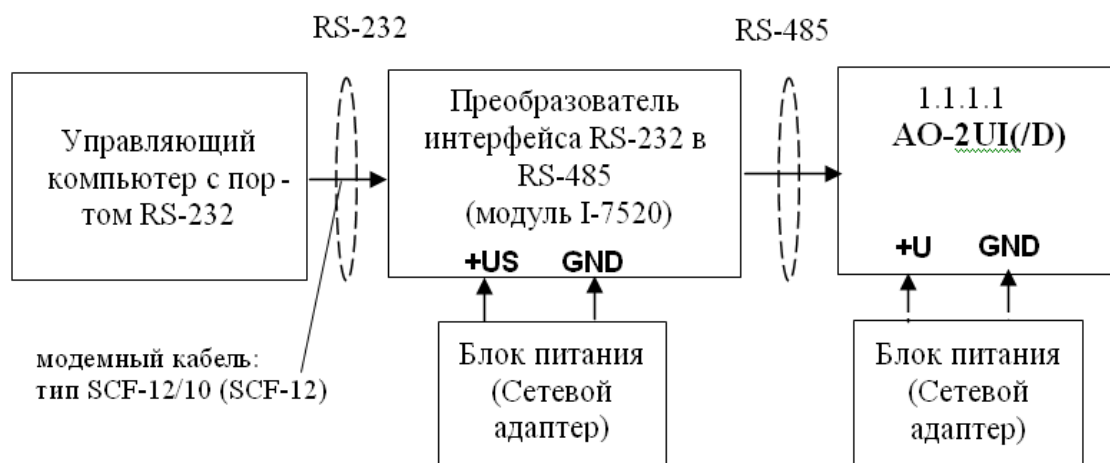 RS-232
RS-485
Управляющий
компьютер с пор-
том RS-232
Преобразователь
интерфейса RS-232 в
RS-485
(модуль I-7520)
+US GND
1.1.1.1
AO-2UI(/D)
+U GND
модемный кабель:
тип SCF-12/10 (SCF-12)
Блок питания
(Сетевой
адаптер)
Блок питания
(Сетевой
адаптер)